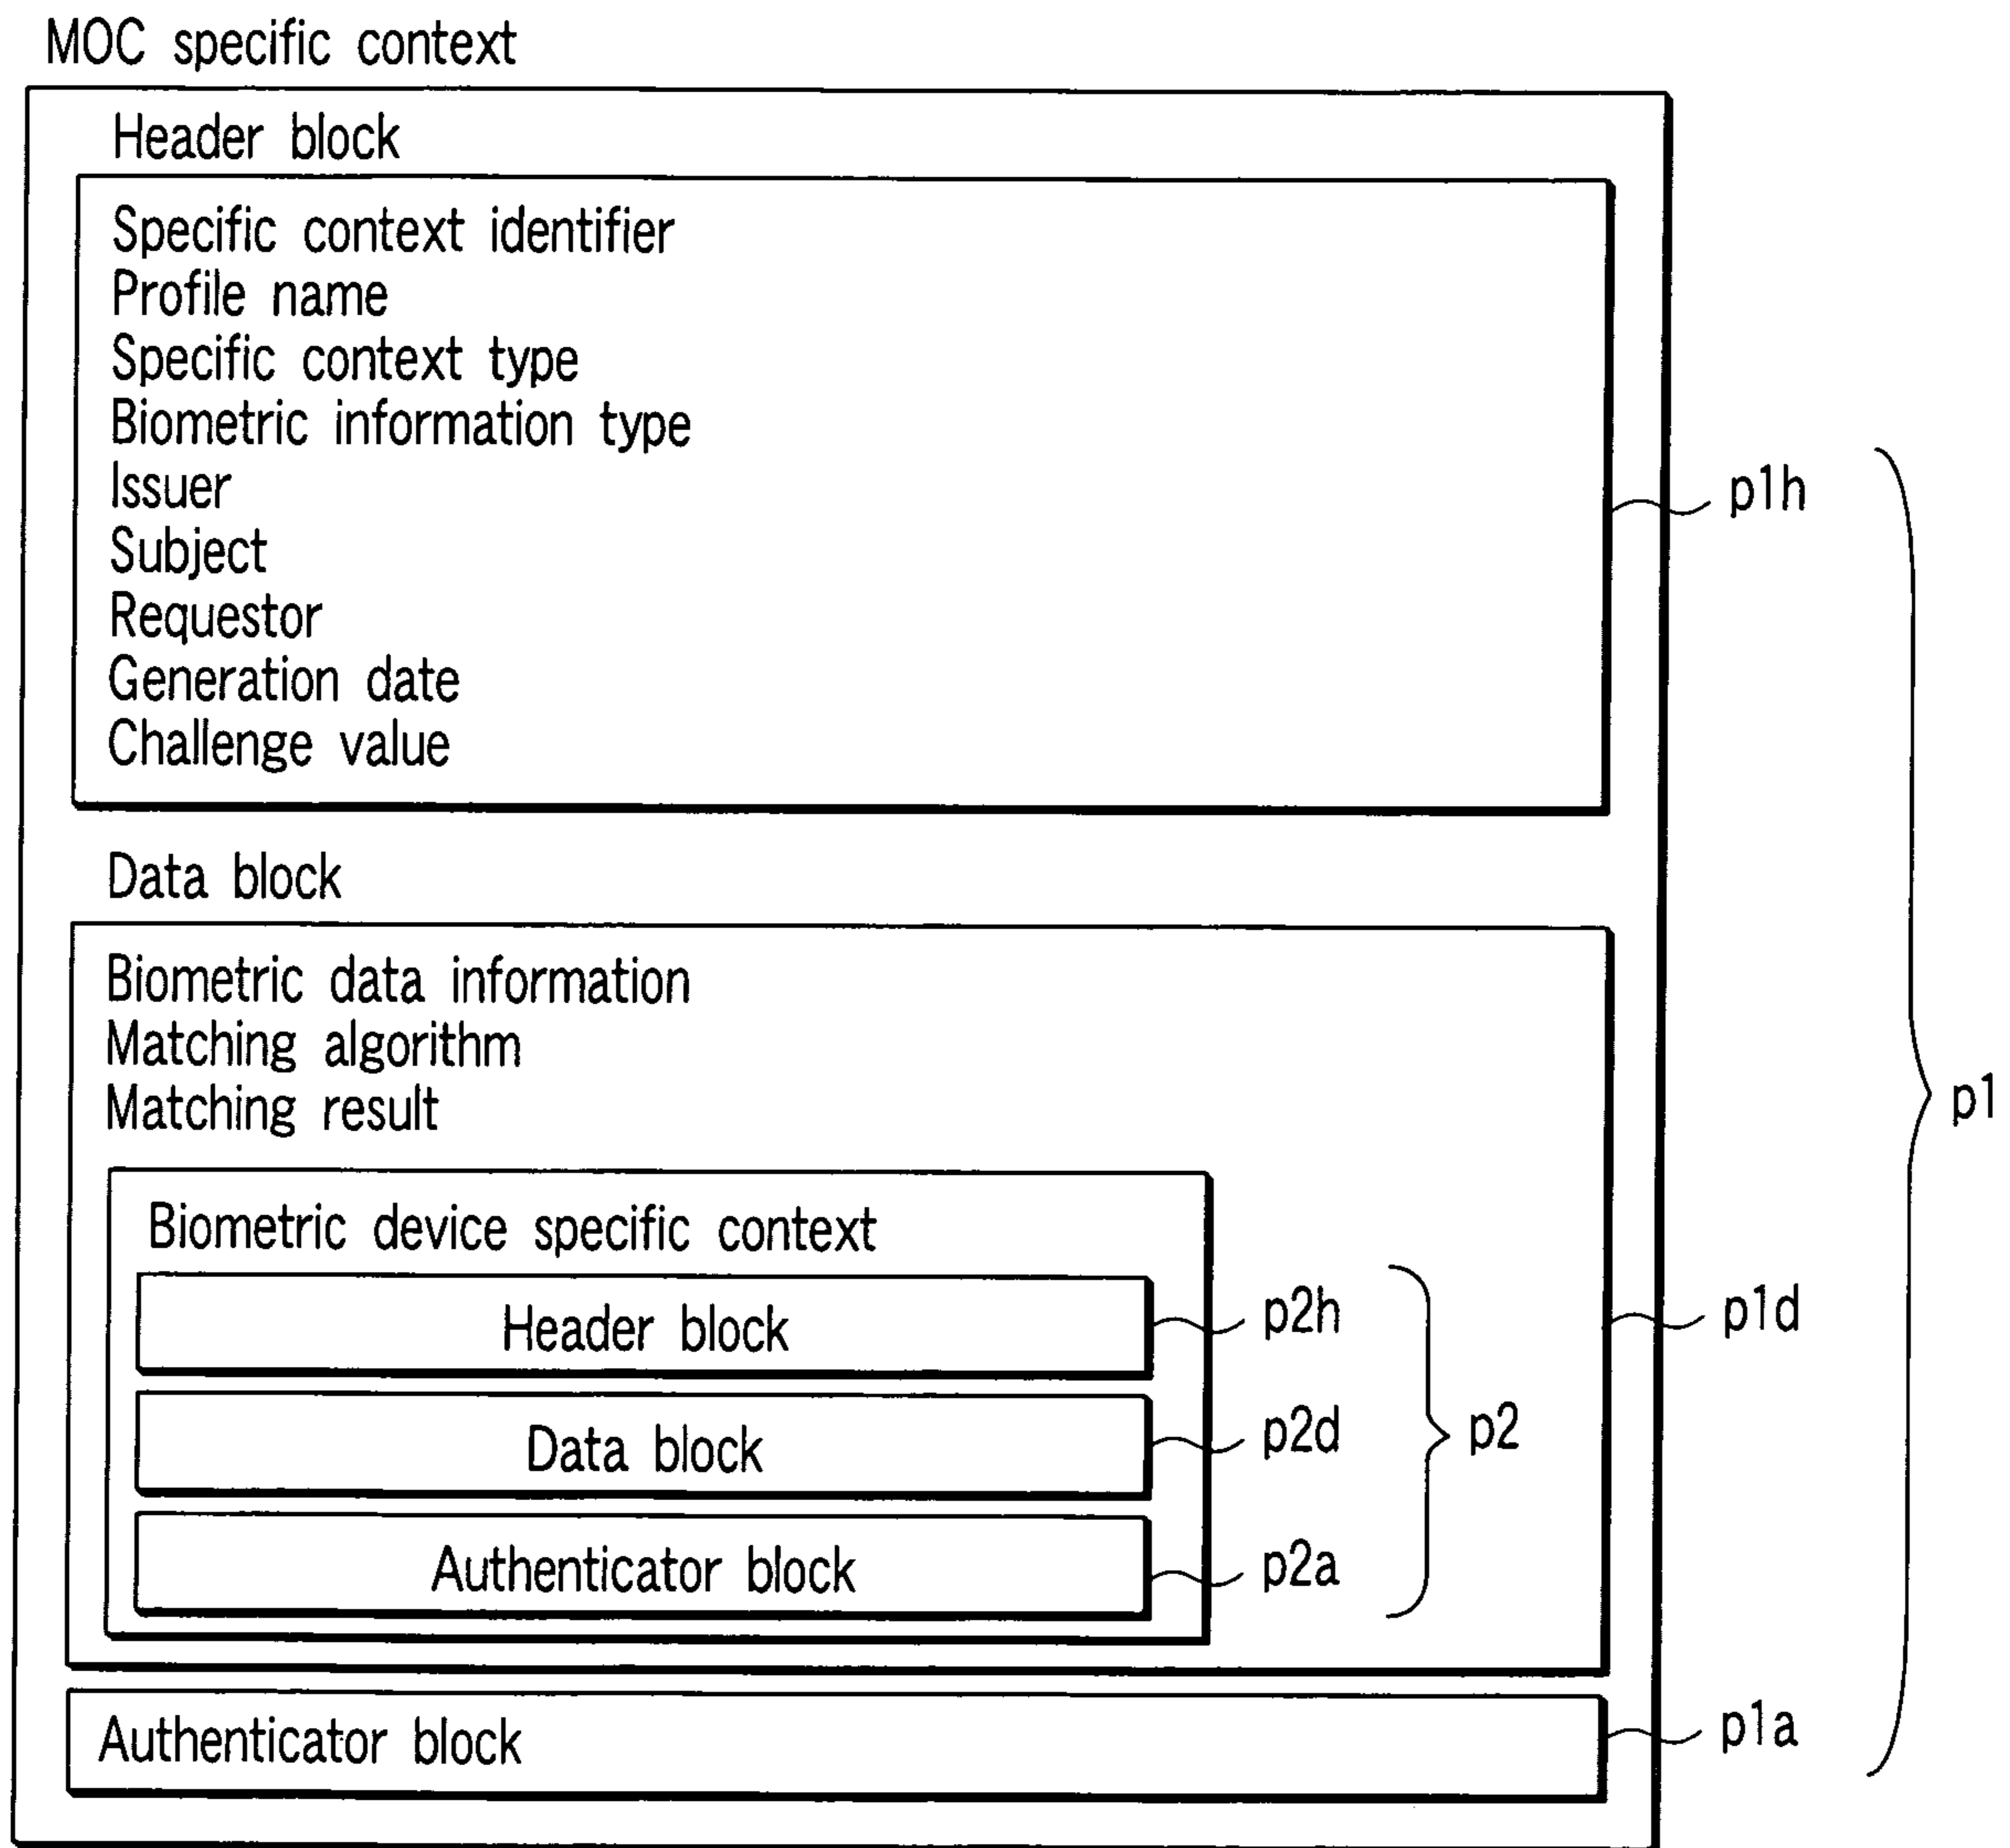 MOC specific context
Header block
Specific context identifier
Profile name
Specific context type
Biometric information type
Issuer
Subject
Requestor
Generation date
Challenge value
p1h
Data block
Biometric data information
Matching algorithm
Matching result
p1
Biometric device specific context
Header block
p2h
p1d
Data block
p2d
p2
Authenticator block
p2a
Authenticator block
p1a